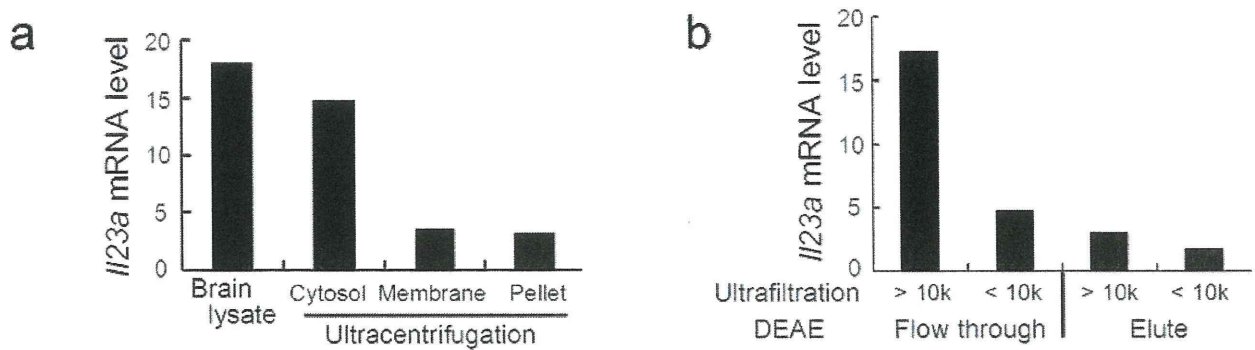 a
Il23a mRNA level
20
15
10
5
0
Brain lysate
Cytosol Membrane Pellet
Ultracentrifugation
b
Il23a mRNA level
20
15
10
5
0
Ultrafiltration > 10k < 10k > 10k < 10k
DEAE Flow through Elute